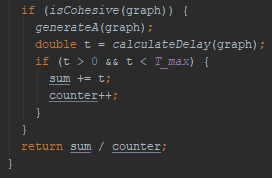 if (isCohesive(graph)) {
generateA(graph);
double t = calculateDelay(graph);
if (t > 0 && t < T_max) {
sum += t;
counter++;
}
}
return sum / counter;
}